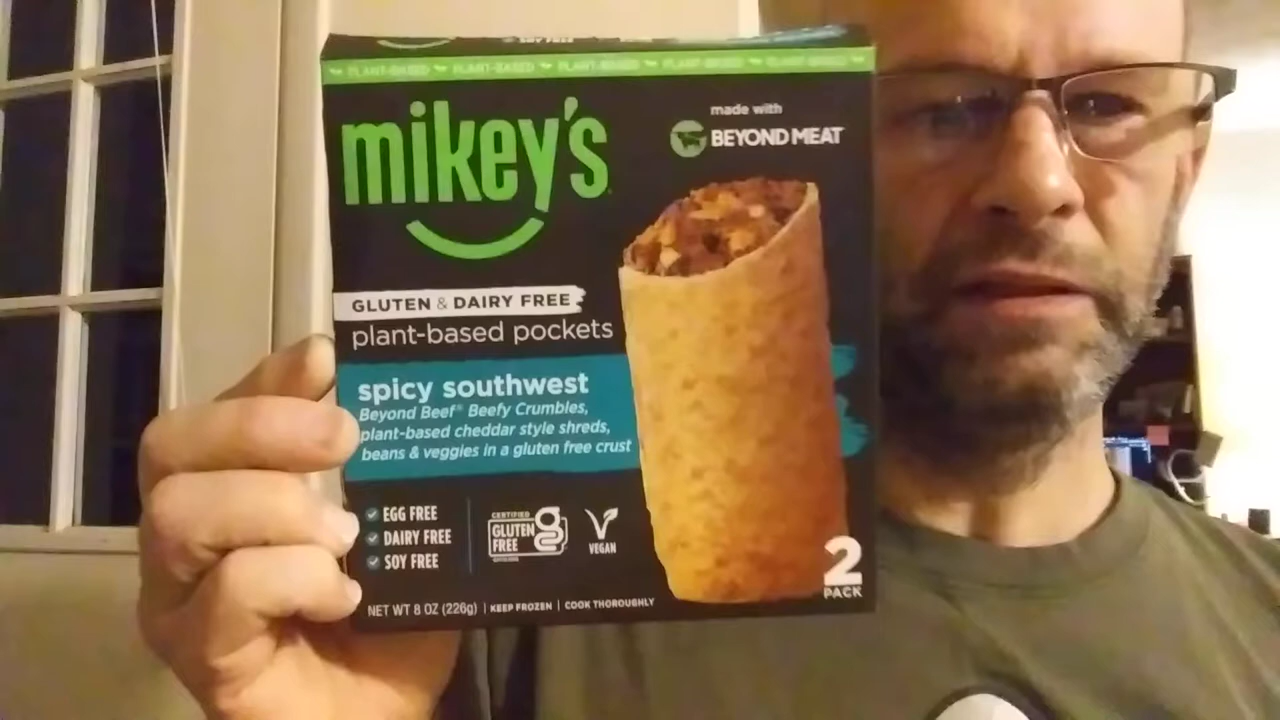 PLANT-BASED PLANT-BASED PLANT-BASED PLANT-BASED PLANT-BASED
mikey's
made with
BEYOND MEAT
GLUTEN & DAIRY FREE
plant-based pockets
spicy southwest
Beyond Beef® Beefy Crumbles,
plant-based cheddar style shreds,
beans & veggies in a gluten free crust
EGG FREE
DAIRY FREE
SOY FREE
CERTIFIED
GLUTEN
FREE
VEGAN
2
PACK
NET WT 8 OZ (226g) | KEEP FROZEN | COOK THOROUGHLY